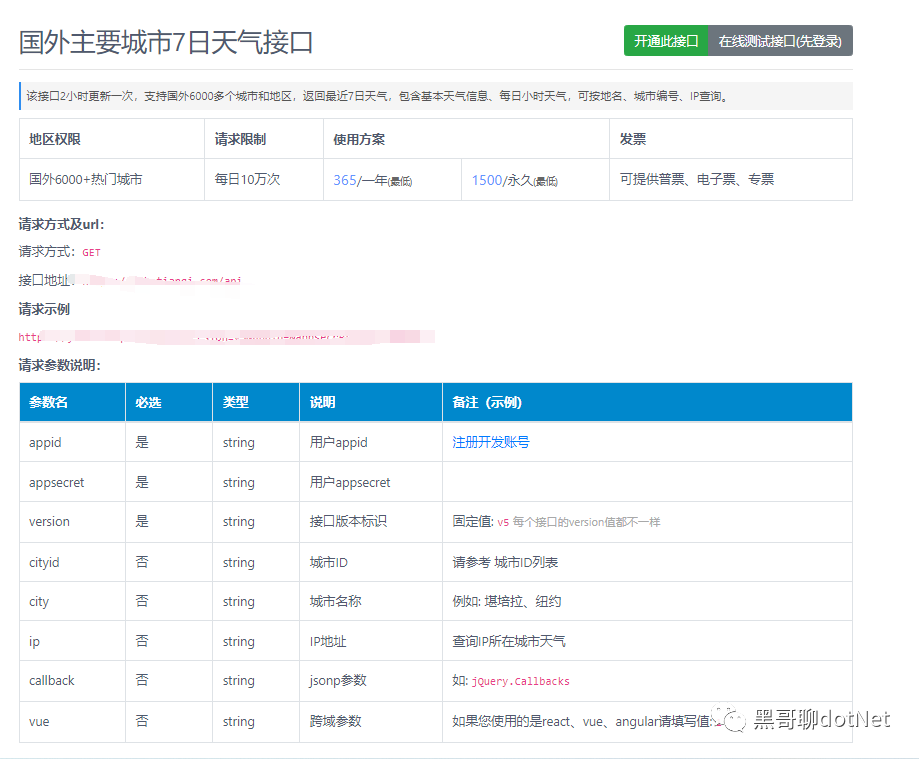 国外主要城市7日天气接口
开通此接口 在线测试接口(先登录)
该接口2小时更新一次，支持国外6000多个城市和地区，返回最近7日天气，包含基本天气信息、每日小时天气，可按地名、城市编号、IP查询。
地区权限 请求限制 使用方案 发票
国外6000+热门城市 每日10万次 365/一年(最低) 1500/永久(最低) 可提供普票、电子票、专票
请求方式及url：
请求方式：GET
接口地址
请求示例
http
请求参数说明：
参数名 必选 类型 说明 备注（示例）
appid 是 string 用户appid 注册开发账号
appsecret 是 string 用户appsecret
version 是 string 接口版本标识 固定值: v5 每个接口的version值都不一样
cityid 否 string 城市ID 请参考 城市ID列表
city 否 string 城市名称 例如: 堪培拉、纽约
ip 否 string IP地址 查询IP所在城市天气
callback 否 string jsonp参数 如: jQuery.Callbacks
vue 否 string 跨域参数 如果您使用的是react、vue、angular请填写值:
黑哥聊dotNet